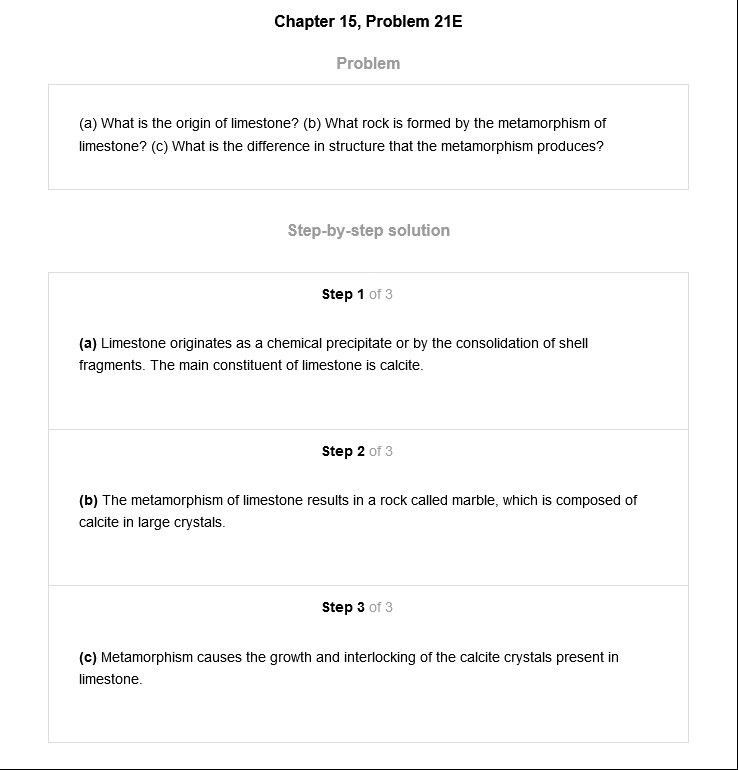 Chapter 15, Problem 21E
Problem
(a) What is the origin of limestone? (b) What rock is formed by the metamorphism of
limestone? (c) What is the difference in structure that the metamorphism produces?
Step-by-step solution
Step 1 of 3
(a) Limestone originates as a chemical precipitate or by the consolidation of shell
fragments. The main constituent of limestone is calcite.
Step 2 of 3
(b) The metamorphism of limestone results in a rock called marble, which is composed of
calcite in large crystals.
Step 3 of 3
(c) Metamorphism causes the growth and interlocking of the calcite crystals present in
limestone.